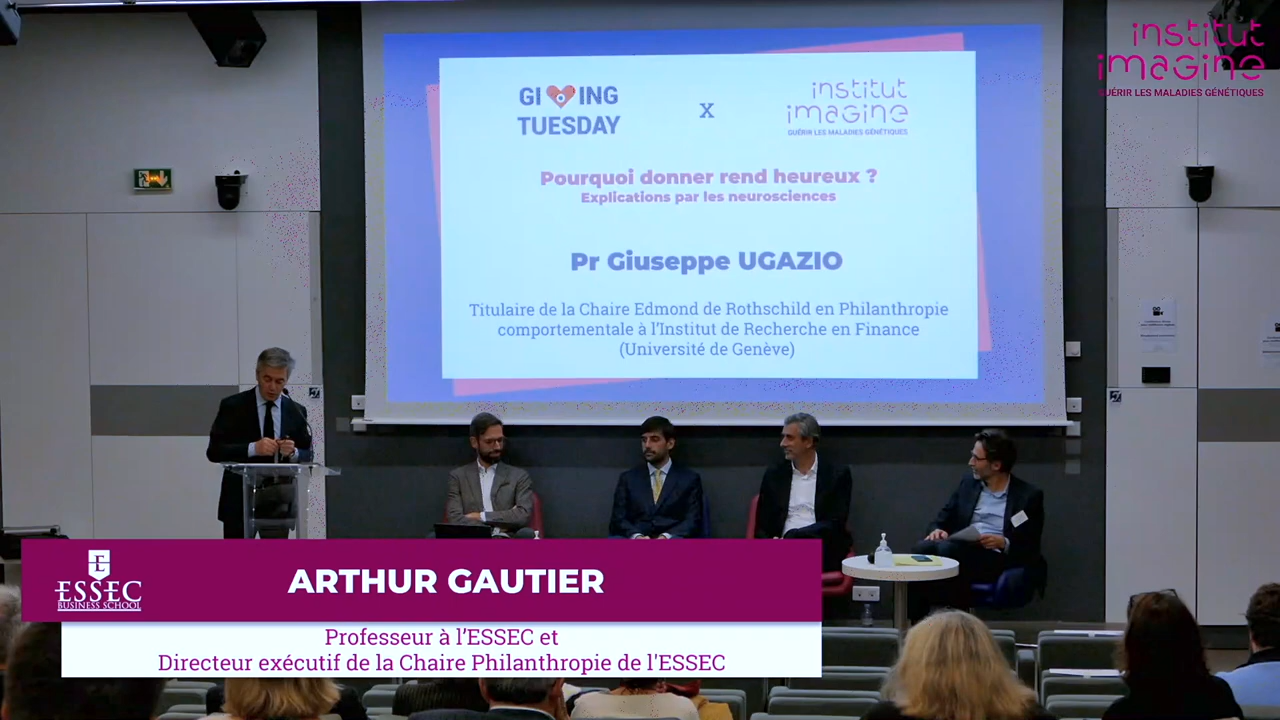 GIVING
TUESDAY
x
institut
imagine
GUÉRIR LES MALADIES GÉNÉTIQUES
Pourquoi donner rend heureux ?
Explications par les neurosciences
Pr Giuseppe UGAZIO
Titulaire de la Chaire Edmond de Rothschild en Philanthropie
comportementale à l'Institut de Recherche en Finance
(Université de Genève)
institut
imagine
GUÉRIR LES MALADIES GÉNÉTIQUES
E
ESSEC
BUSINESS SCHOOL
ARTHUR GAUTIER
Professeur à l'ESSEC et
Directeur exécutif de la Chaire Philanthropie de l'ESSEC